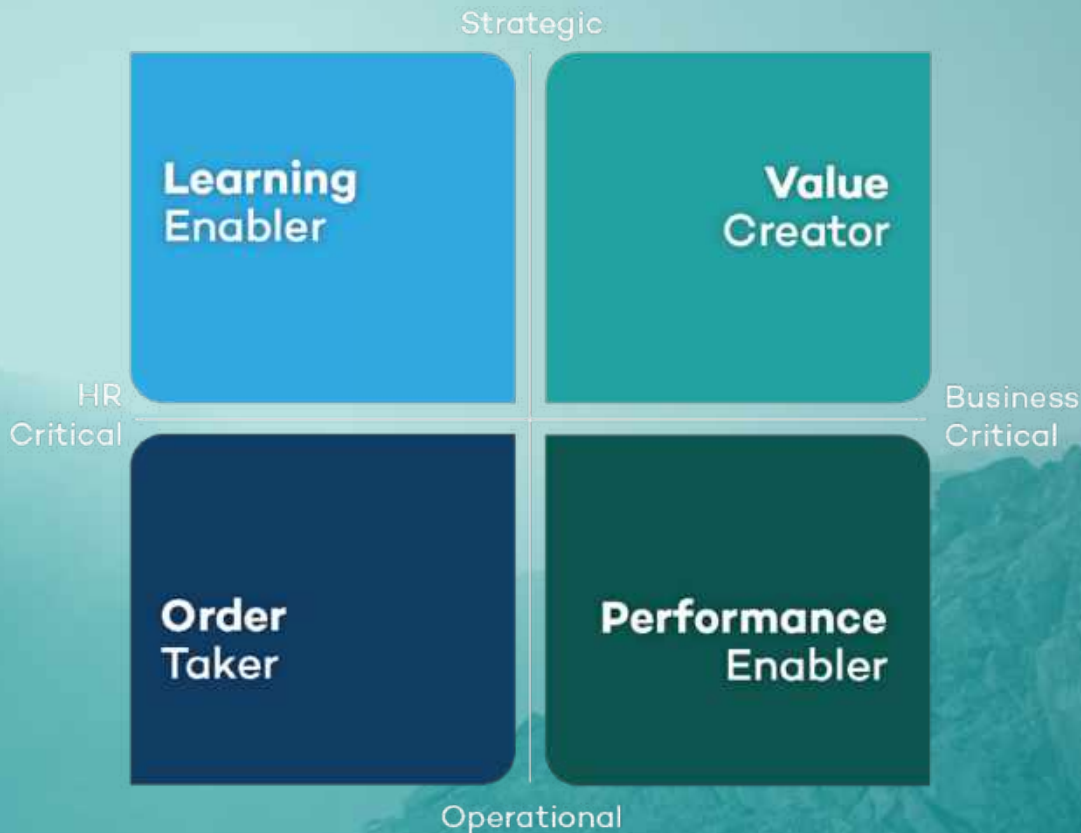 Strategic
Learning
Enabler
Value
Creator
HR
Critical
Business
Critical
Order
Taker
Performance
Enabler
Operational